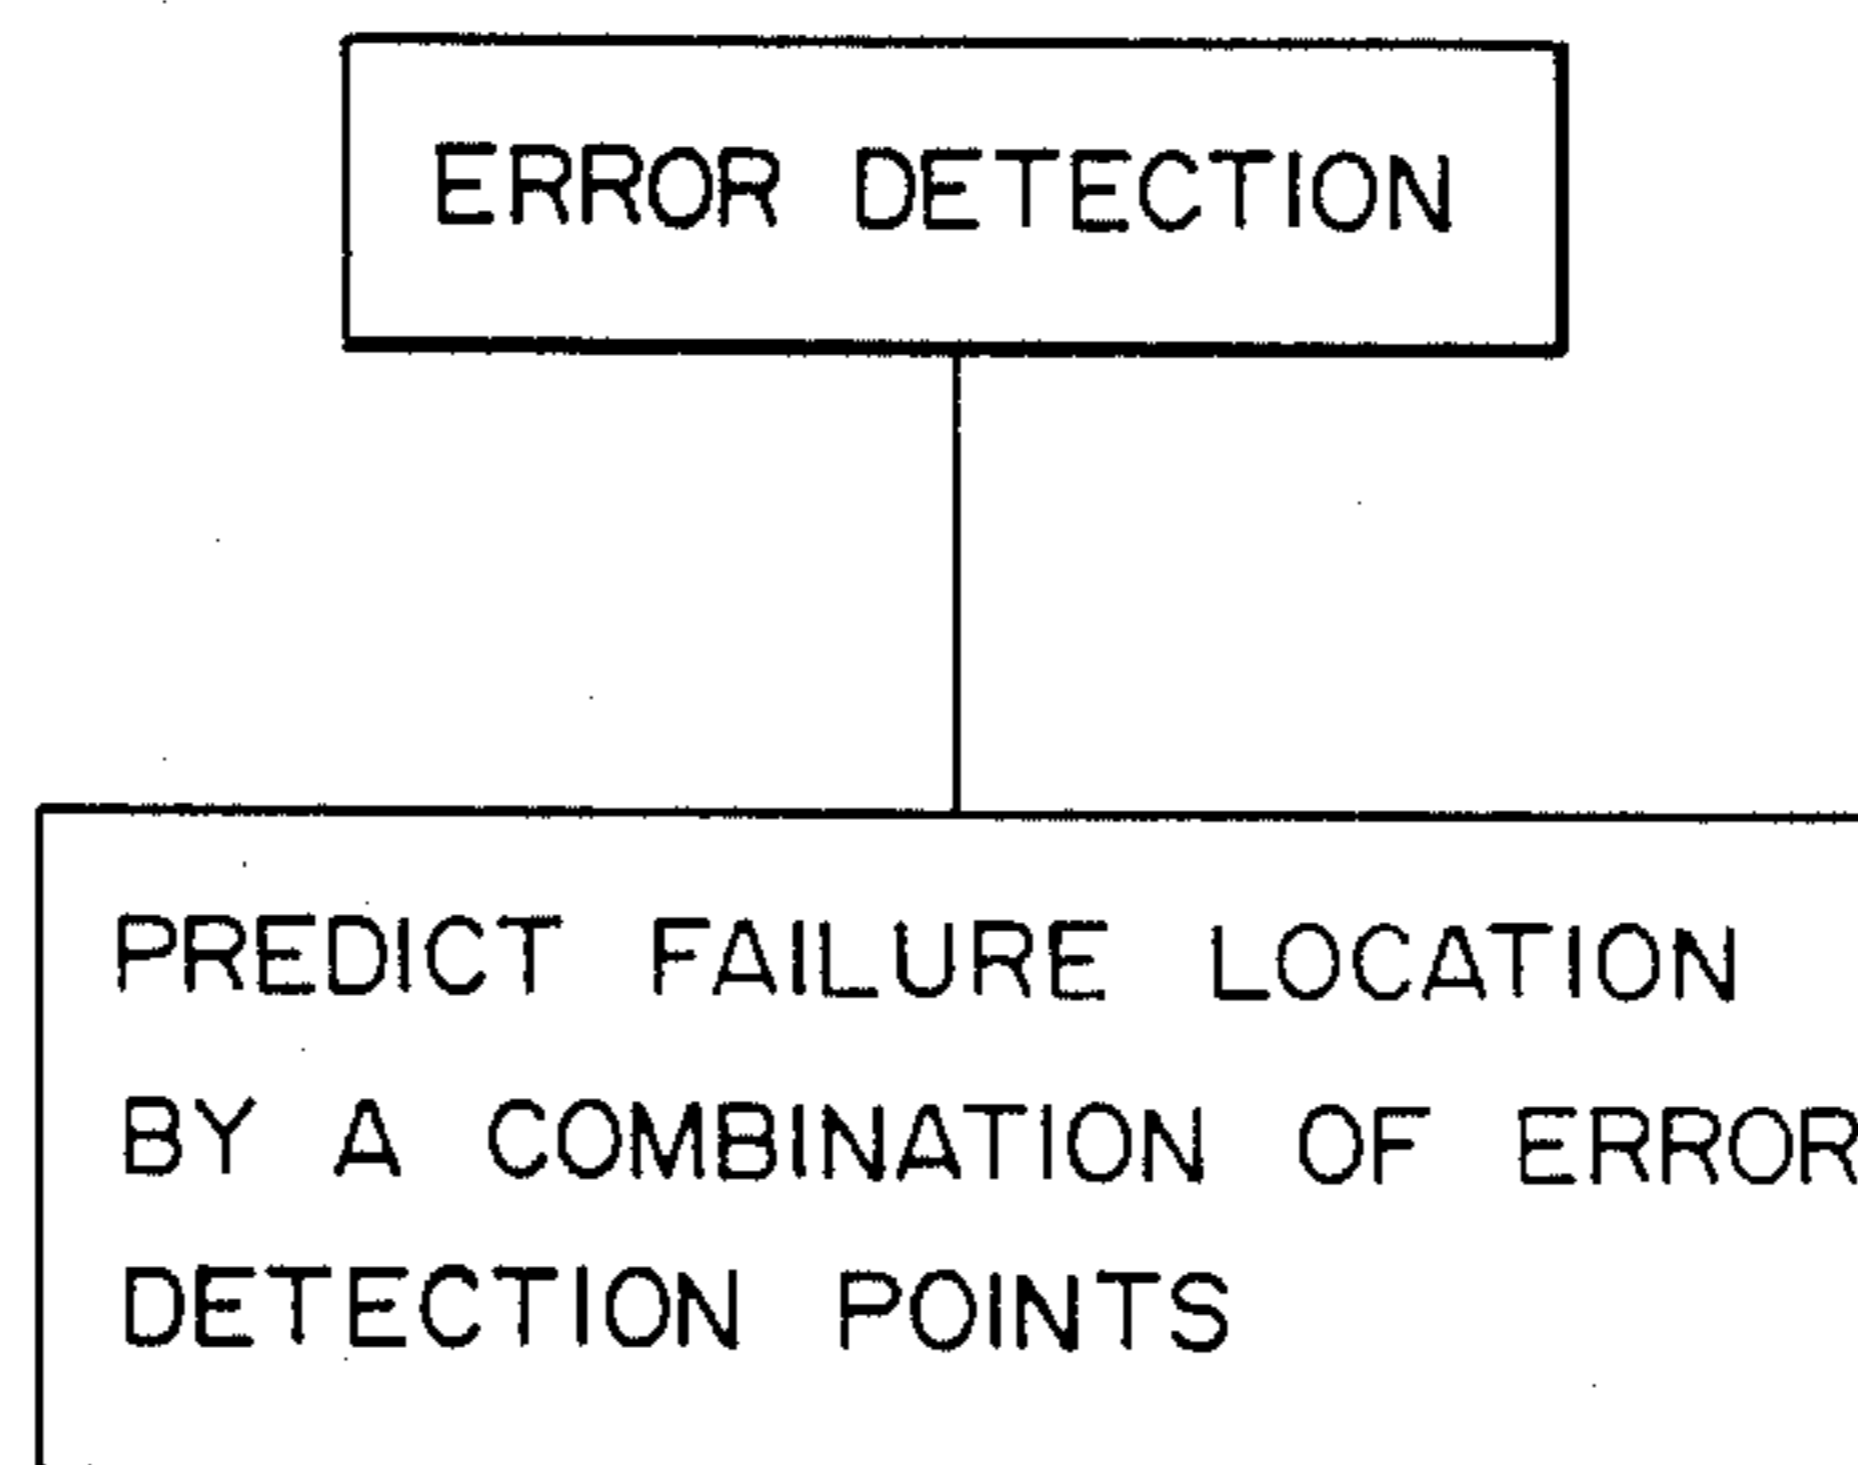 ERROR DETECTION
PREDICT FAILURE LOCATION
BY A COMBINATION OF ERROR
DETECTION POINTS